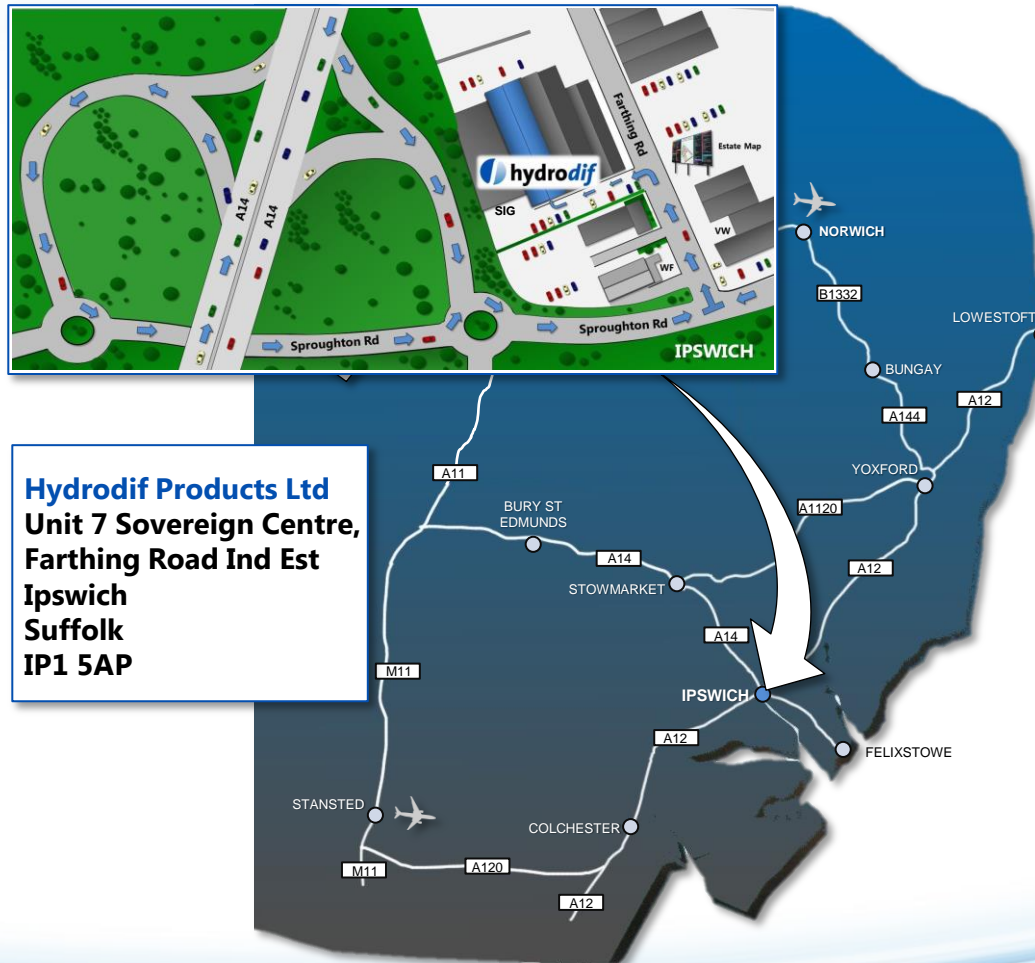 A14
A14
Farthing Rd
Estate Map
hydrodif
SIG
VW
WF
Sproughton Rd
Sproughton Rd
IPSWICH
NORWICH
B1332
LOWESTOFT
BUNGAY
A12
A144
YOXFORD
A11
A1120
BURY ST
EDMUNDS
A14
A12
STOWMARKET
A14
Hydrodif Products Ltd
Unit 7 Sovereign Centre,
Farthing Road Ind Est
Ipswich
Suffolk
IP1 5AP
M11
IPSWICH
A12
FELIXSTOWE
STANSTED
COLCHESTER
M11
A120
A12